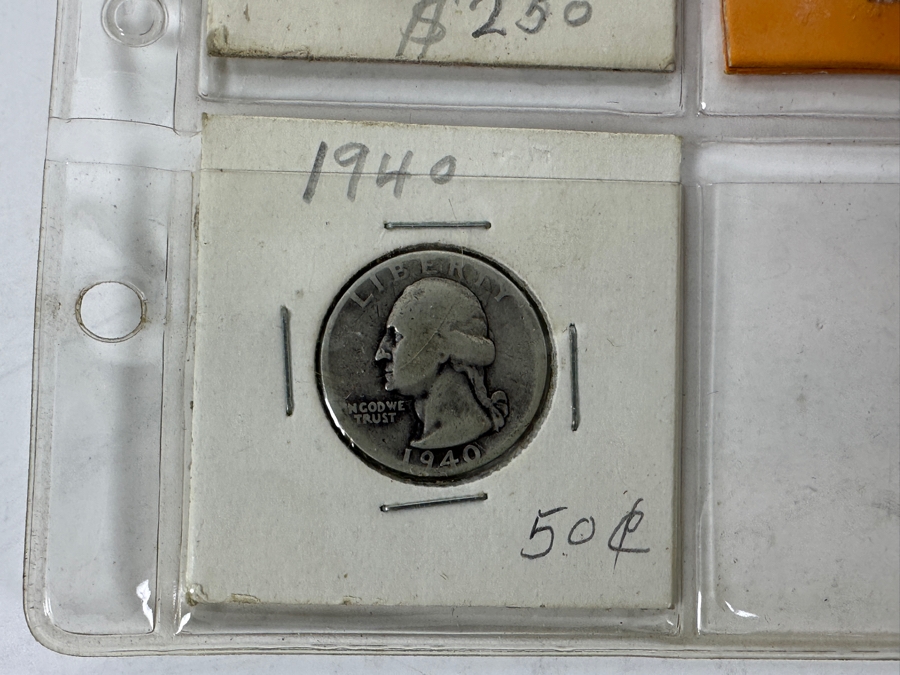 $250
1940
LIBERTY
IN GOD WE
TRUST
1940
50¢